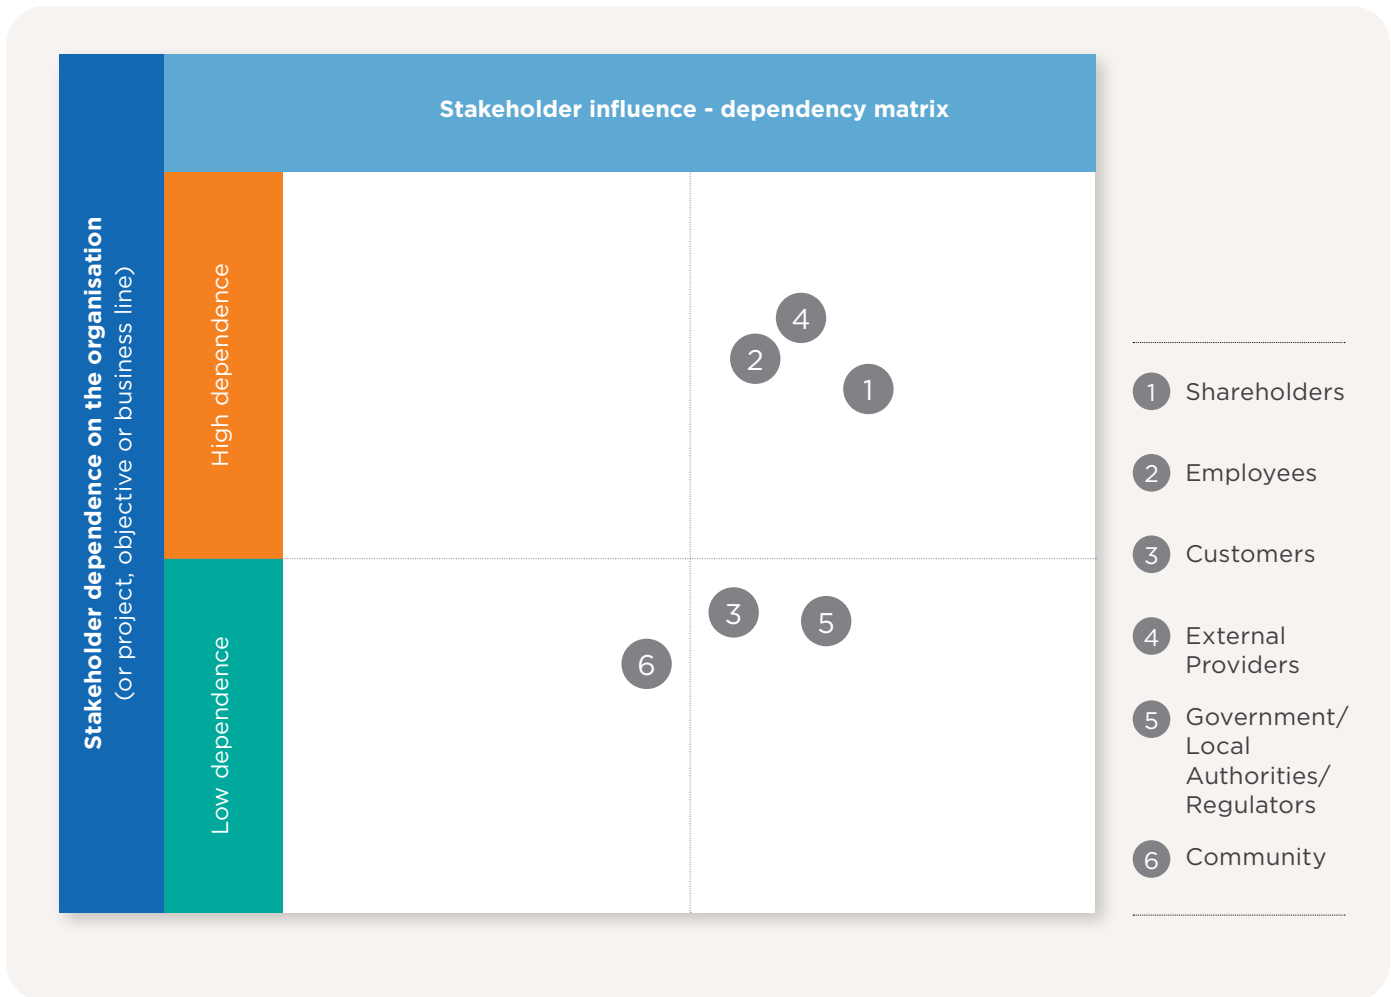 Stakeholder influence - dependency matrix
Stakeholder dependence on the organisation
(or project, objective or business line)
High dependence
Low dependence
4
2
1
3
5
6
1 Shareholders
2 Employees
3 Customers
4 External
Providers
5 Government/
Local
Authorities/
Regulators
6 Community